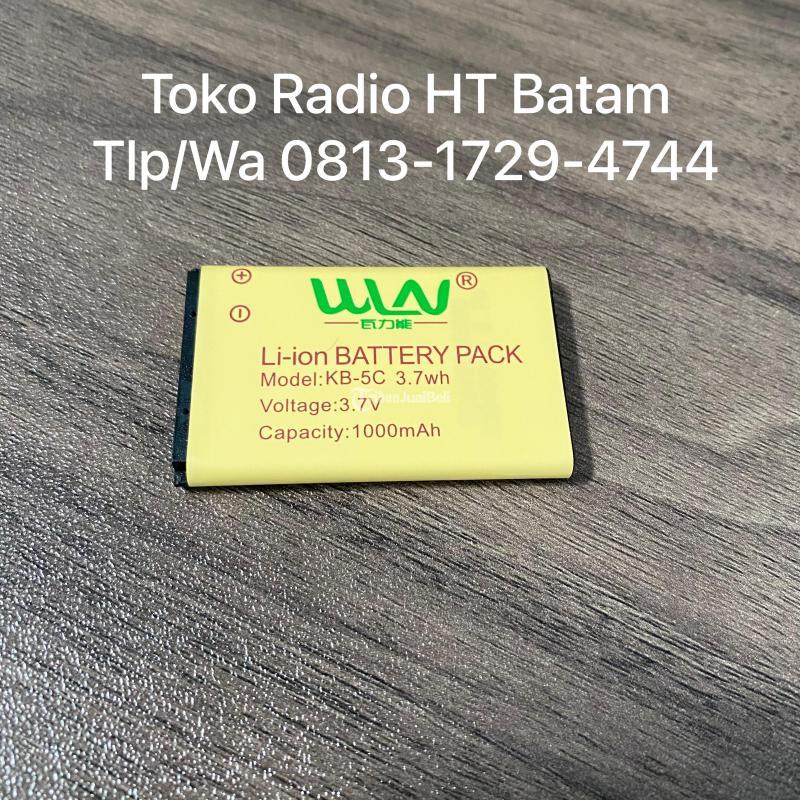 Toko Radio HT Batam
Tlp/Wa 0813-1729-4744
WLN®
瓦力能
Li-ion BATTERY PACK
Model:KB-5C 3.7wh
Voltage:3.7V
JualBeli
Capacity:1000mAh